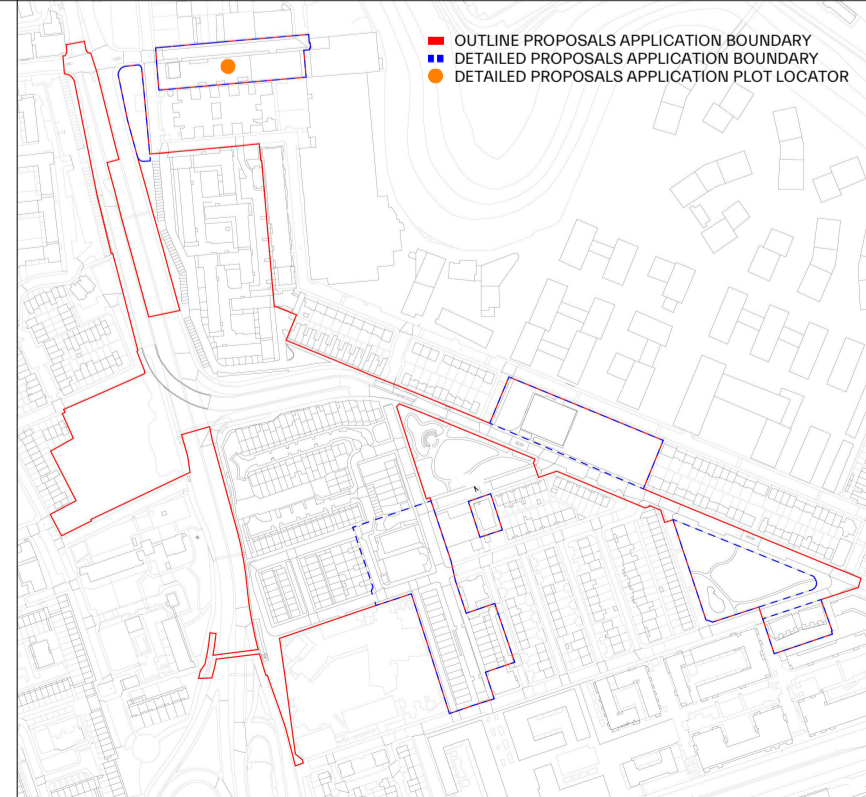 OUTLINE PROPOSALS APPLICATION BOUNDARY
DETAILED PROPOSALS APPLICATION BOUNDARY
DETAILED PROPOSALS APPLICATION PLOT LOCATOR